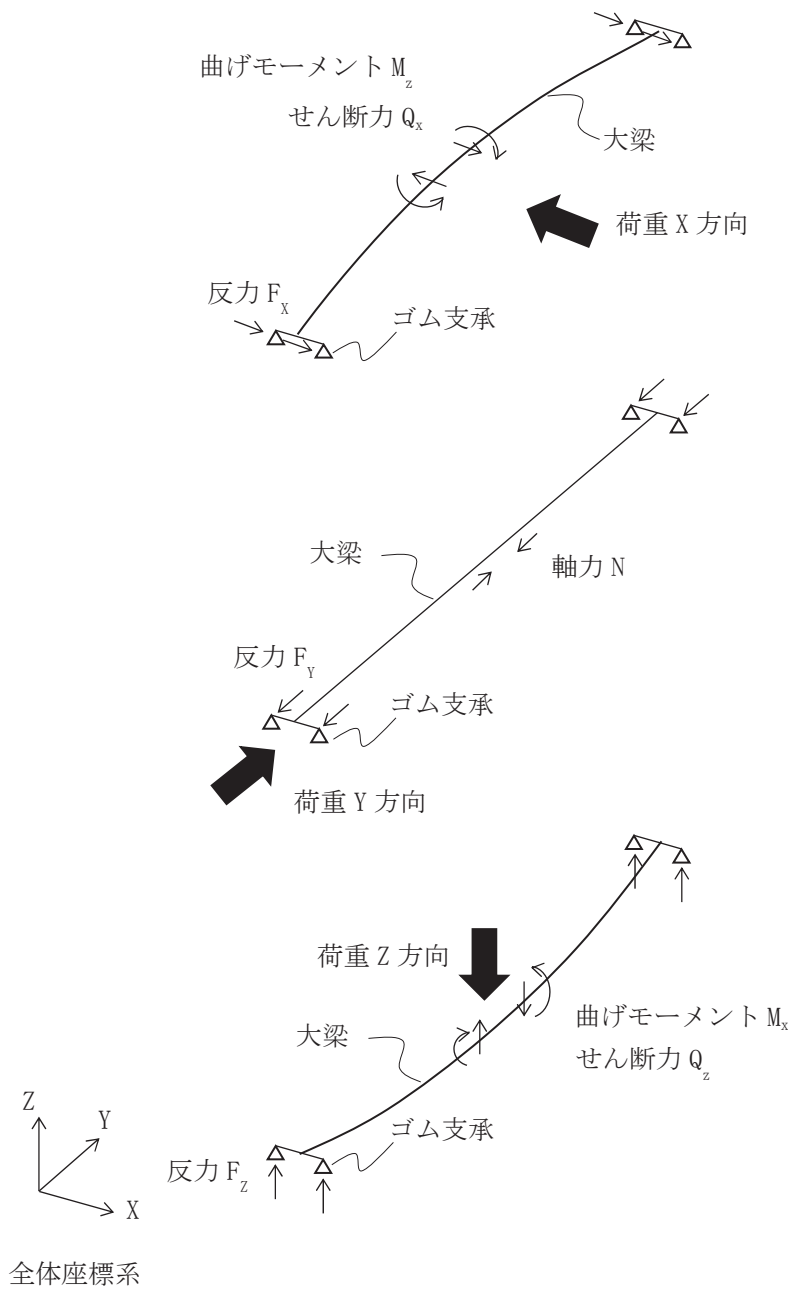 曲げモーメント Mz
せん断力 Qx
大梁
荷重 X 方向
反力 FX
ゴム支承
大梁
軸力 N
反力 FY
ゴム支承
荷重 Y 方向
荷重 Z 方向
曲げモーメント Mx
大梁
せん断力 Qz
Z
Y
ゴム支承
反力 FZ
X
全体座標系